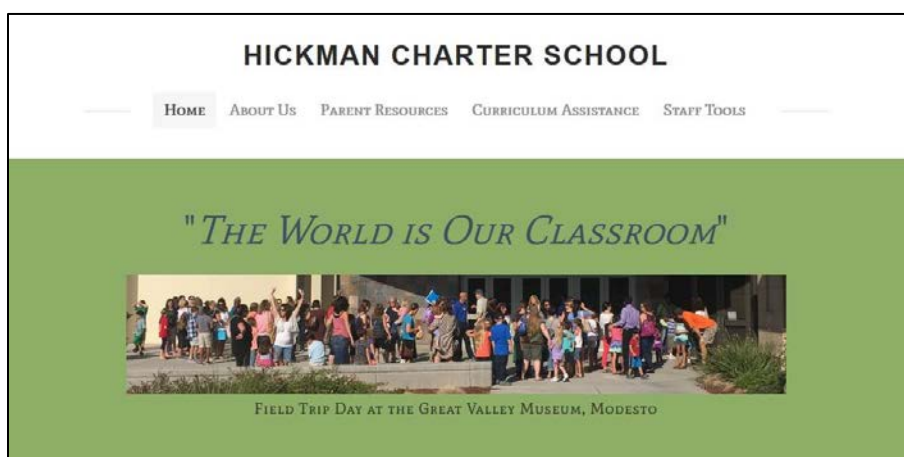 HICKMAN CHARTER SCHOOL
Home About Us Parent Resources Curriculum Assistance Staff Tools
"The World is Our Classroom"
Field Trip Day at the Great Valley Museum, Modesto